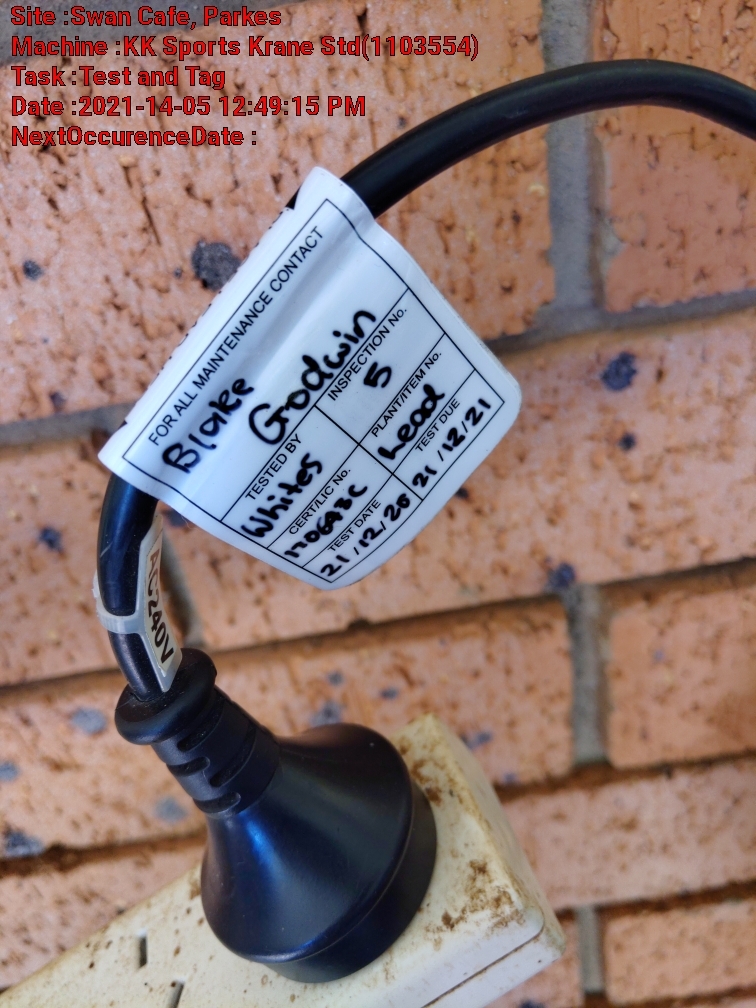 Site :Swan Cafe, Parkes
Machine :KK Sports Krane Std(1103554)
Task :Test and Tag
Date :2021-14-05 12:49:15 PM
NextOccurenceDate :
FOR ALL MAINTENANCE CONTACT
Blake Godwin
TESTED BY
Whites
INSPECTION No.
5
CERT/LIC No.
170693C
PLANT/ITEM No.
Lead
TEST DATE
21/12/20
TEST DUE
21/12/21
AC240V